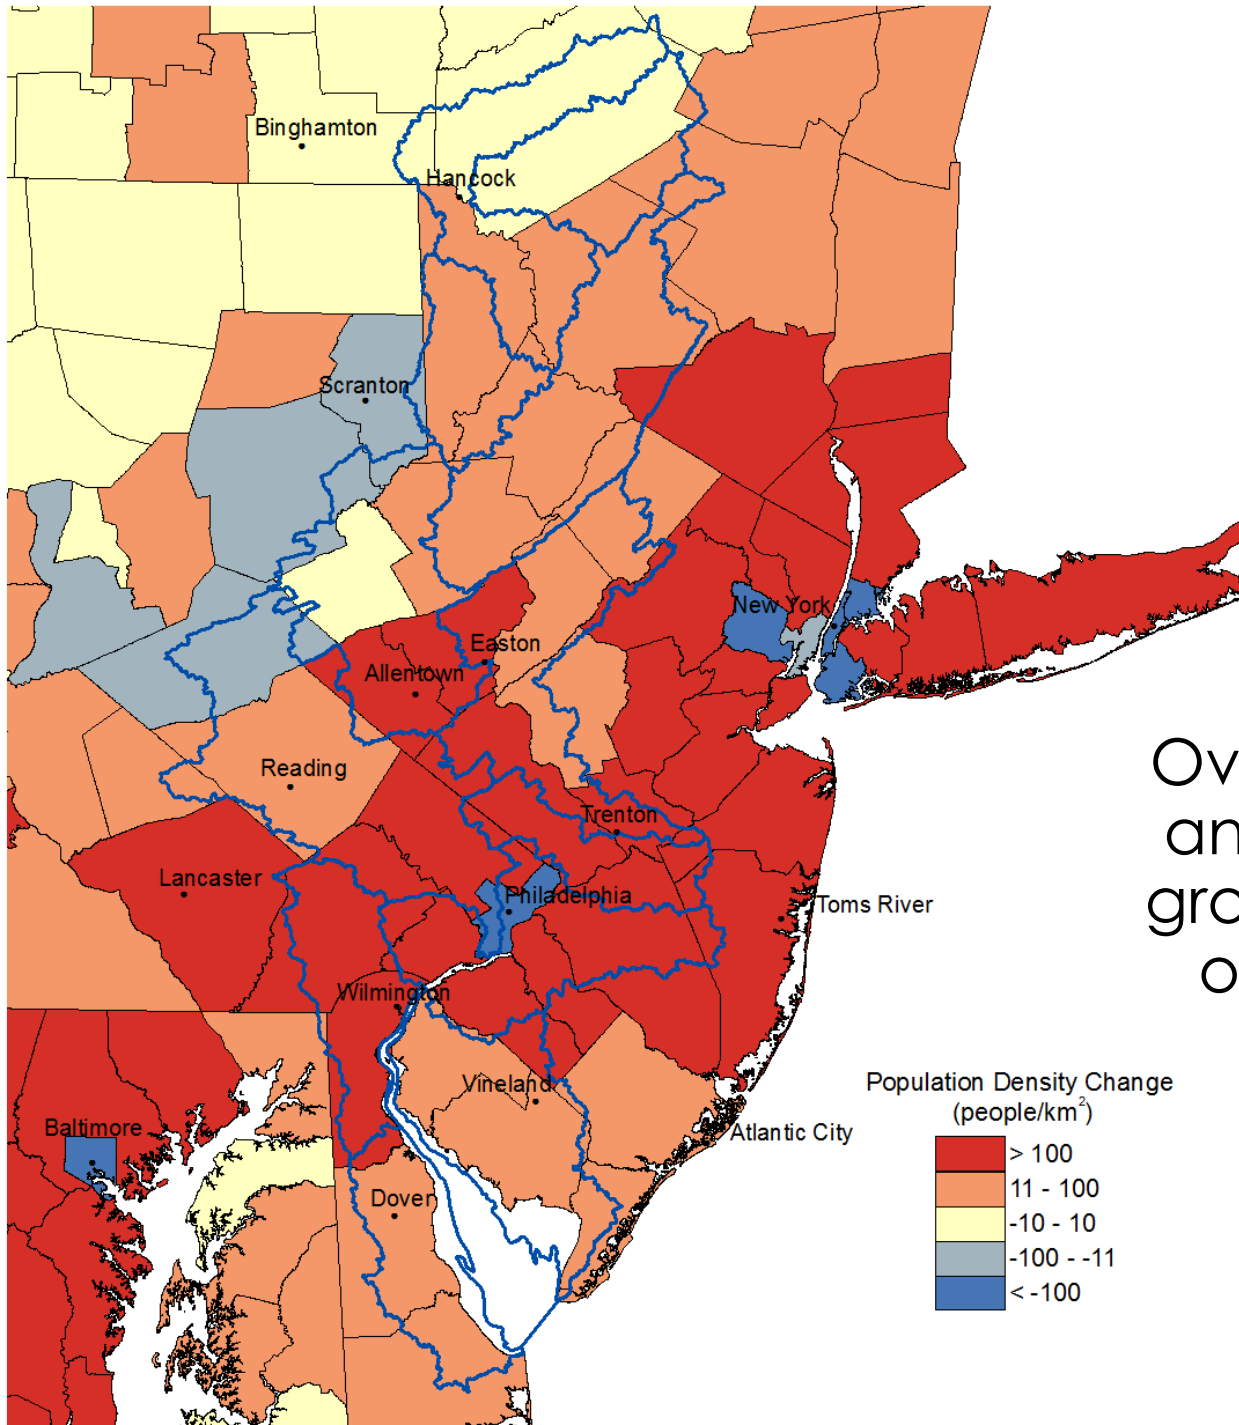 Binghamton
Hancock
Scranton
New York
Easton
Allentown
Reading
Trenton
Lancaster
Philadelphia
Toms River
Wilmington
Vineland
Baltimore
Atlantic City
Dover
Population Density Change
(people/km²)
> 100
11 - 100
-10 - 10
-100 - -11
< -100